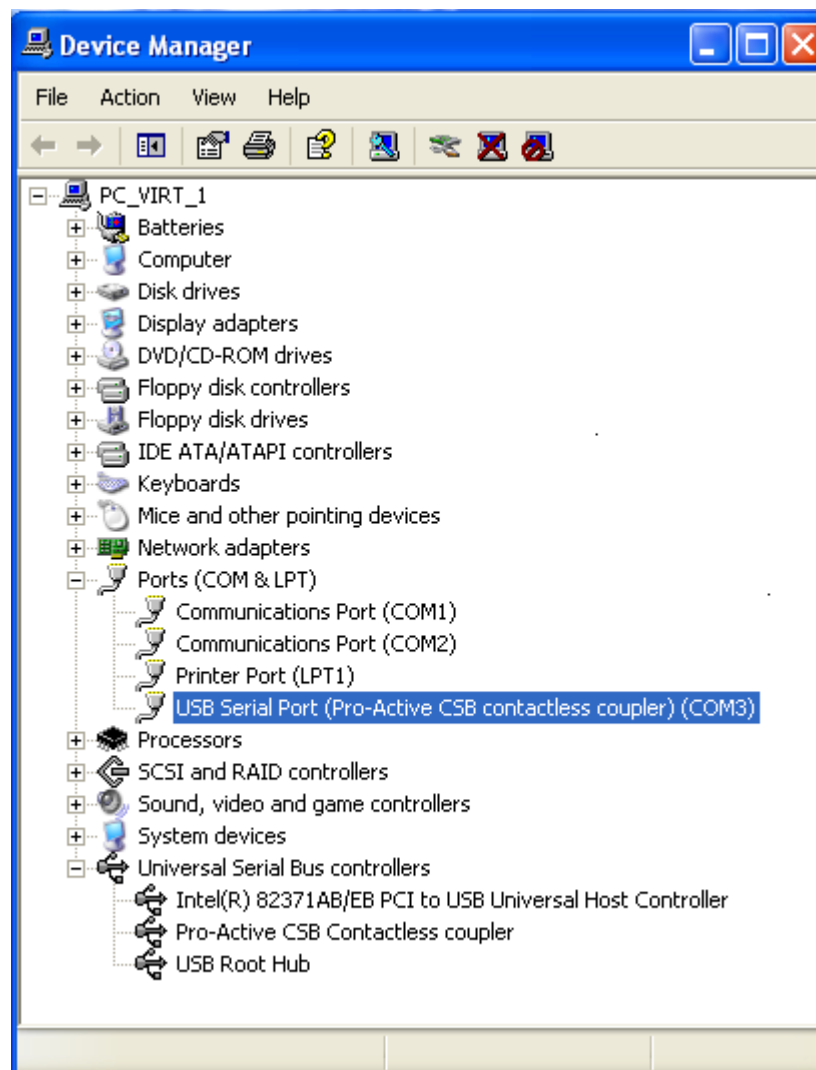 Device Manager
File Action View Help
PC_VIRT_1
Batteries
Computer
Disk drives
Display adapters
DVD/CD-ROM drives
Floppy disk controllers
Floppy disk drives
IDE ATA/ATAPI controllers
Keyboards
Mice and other pointing devices
Network adapters
Ports (COM & LPT)
Communications Port (COM1)
Communications Port (COM2)
Printer Port (LPT1)
USB Serial Port (Pro-Active CSB contactless coupler) (COM3)
Processors
SCSI and RAID controllers
Sound, video and game controllers
System devices
Universal Serial Bus controllers
Intel(R) 82371AB/EB PCI to USB Universal Host Controller
Pro-Active CSB Contactless coupler
USB Root Hub